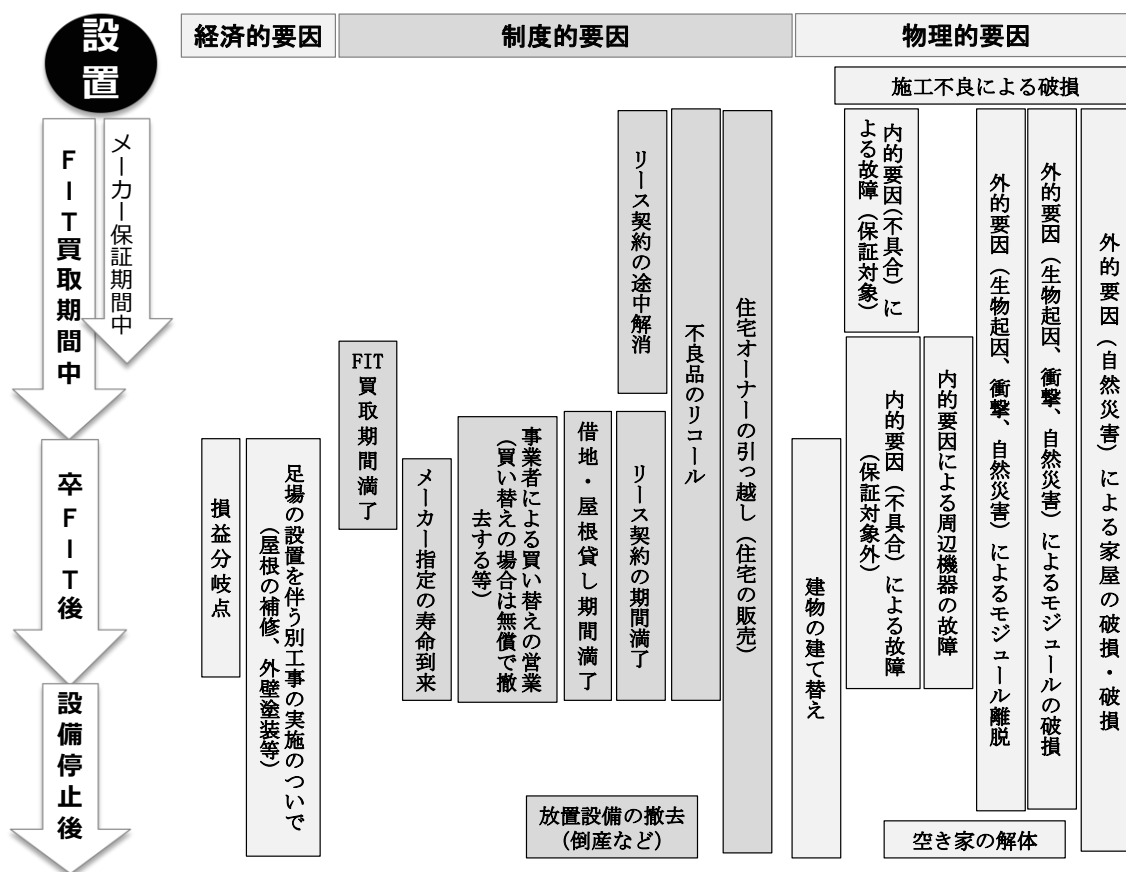 設置
経済的要因
制度的要因
物理的要因
FIT買取期間中
メーカー保証期間中
卒FIT後
設備停止後
損益分岐点
足場の設置を伴う別工事の実施のついで
(屋根の補修、外壁塗装等)
FIT
買取期間満了
メーカー指定の寿命到来
事業者による買い替えの営業
(買い替えの場合は無償で撤
去する等)
借地・屋根貸し期間満了
リース契約の途中解消
リース契約の期間満了
不良品のリコール
住宅オーナーの引っ越し(住宅の販売)
放置設備の撤去
(倒産など)
施工不良による破損
建物の建て替え
内的要因(不具合)に
よる故障(保証対象)
内的要因(不具合)による故障
(保証対象外)
内的要因による周辺機器の故障
外的要因(生物起因、衝撃、自然災害)によるモジュール離脱
外的要因(生物起因、衝撃、自然災害)によるモジュールの破損
外的要因(自然災害)による家屋の破損・破損
空き家の解体